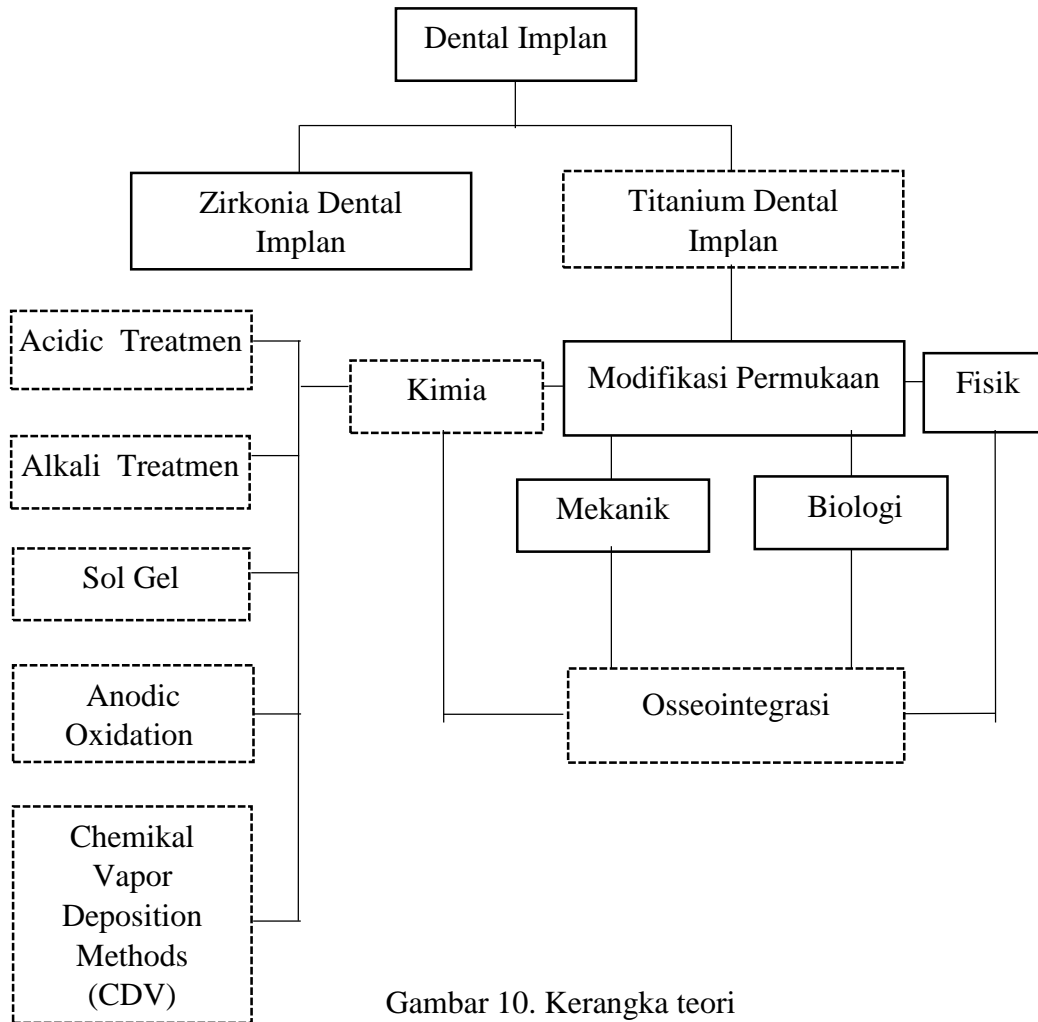 Dental Implan
Zirkonia Dental
Implan
Titanium Dental
Implan
Acidic Treatmen
Kimia
Modifikasi Permukaan
Fisik
Alkali Treatmen
Mekanik
Biologi
Sol Gel
Anodic
Oxidation
Osseointegrasi
Chemikal
Vapor
Deposition
Methods
(CDV)
Gambar 10. Kerangka teori